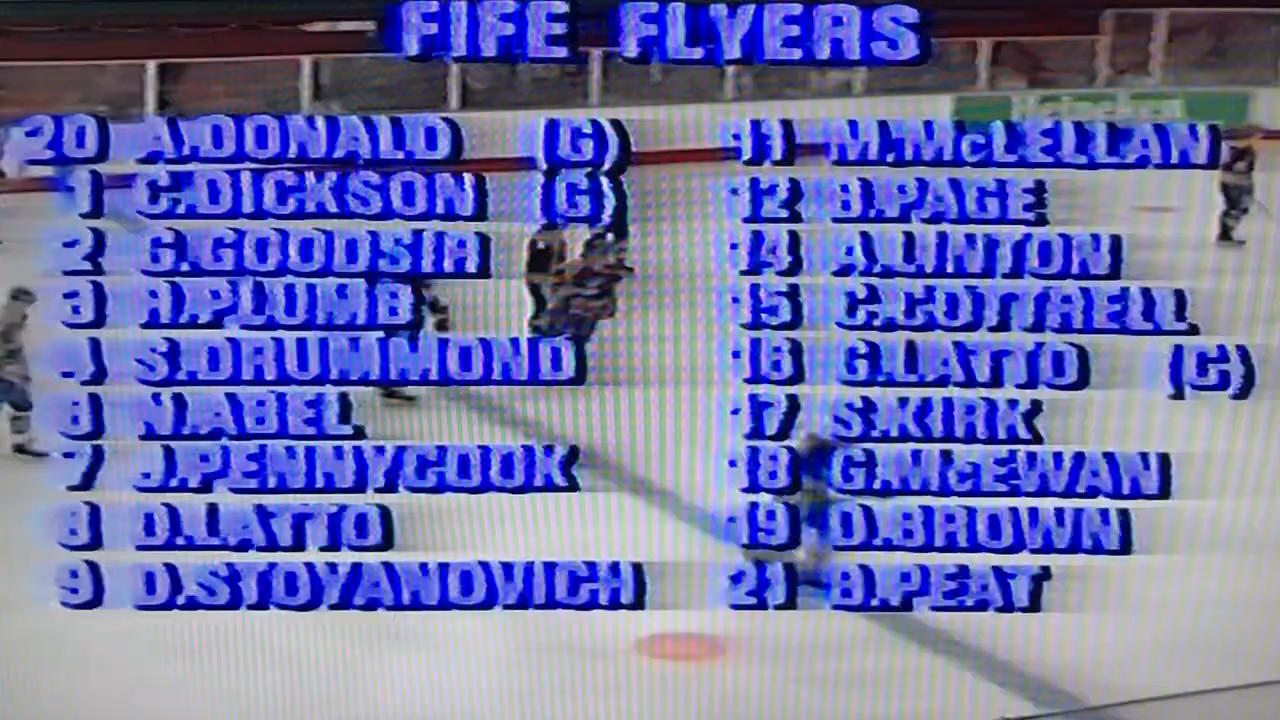 FIFE FLYERS
20 A.DONALD (G)
1 C.DICKSON (G)
2 G.GOODSIR
3 R.PLUMB
4 S.DRUMMOND
6 N.ABEL
7 J.PENNYCOOK
8 D.LATTO
9 D.STOYANOVICH
11 M.McLELLAN
12 B.PAGE
14 A.LINTON
15 C.COTTRELL
16 G.LATTO (C)
17 S.KIRK
18 G.McEWAN
19 D.BROWN
21 B.PEAT